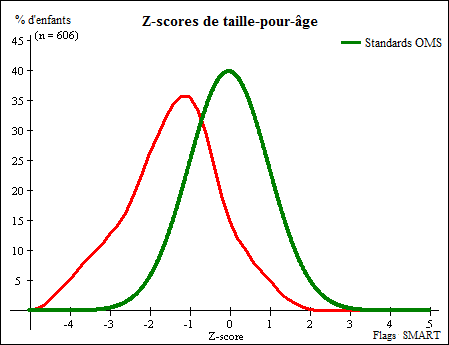 Z-scores de taille-pour-âge
% d'enfants
(n = 606)
Standards OMS
45
40
35
30
25
20
15
10
5
-4 -3 -2 -1 0 1 2 3 4 5
Z-score
Flags SMART